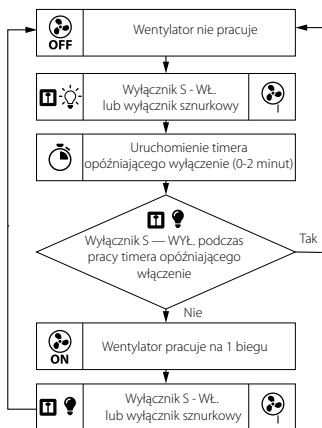 OFF
Wentylator nie pracuje
Wyłącznik S - WŁ.
lub wyłącznik sznurkowy
Uruchomienie timera
opóźniającego wyłączenie (0-2 minut)
Wyłącznik S — WYŁ. podczas
pracy timera opóźniającego
włączenie
Tak
Nie
ON
Wentylator pracuje na 1 biegu
Wyłącznik S - WŁ.
lub wyłącznik sznurkowy